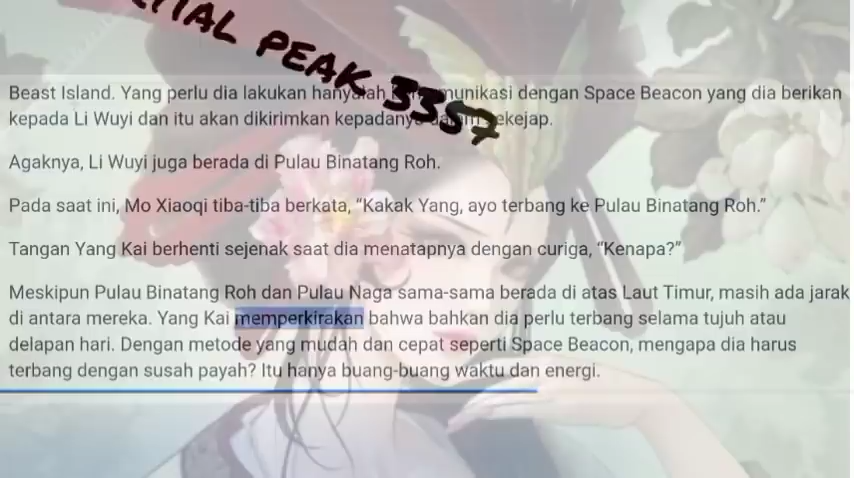 PEAK 3357
Beast Island. Yang perlu dia lakukan hanyalah dengan Space Beacon yang dia berikan
kepada Li Wuyi dan itu akan dikirimkan kepadanya sekejap.
Agaknya, Li Wuyi juga berada di Pulau Binatang Roh.
Pada saat ini, Mo Xiaoqi tiba-tiba berkata, “Kakak Yang, ayo terbang ke Pulau Binatang Roh.”
Tangan Yang Kai berhenti sejenak saat dia menatapnya dengan curiga, “Kenapa?”
Meskipun Pulau Binatang Roh dan Pulau Naga sama-sama berada di atas Laut Timur, masih ada jarak
di antara mereka. Yang Kai memperkirakan bahwa bahkan dia perlu terbang selama tujuh atau
delapan hari. Dengan metode yang mudah dan cepat seperti Space Beacon, mengapa dia harus
terbang dengan susah payah? Itu hanya buang-buang waktu dan energi.